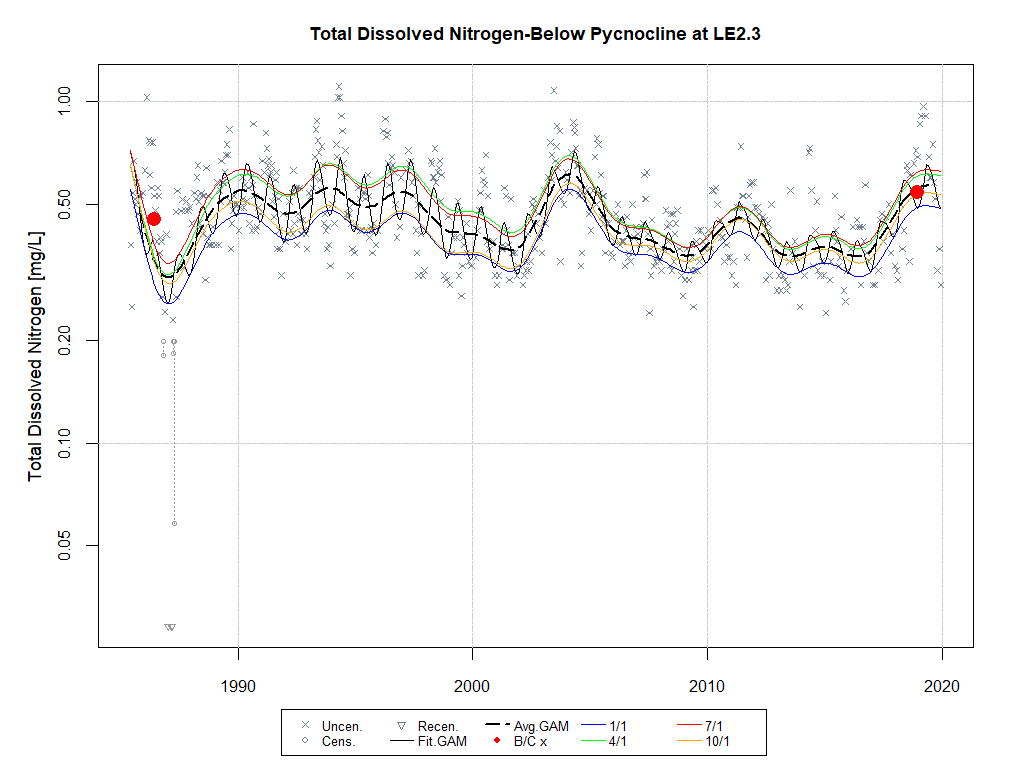 Total Dissolved Nitrogen-Below Pycnocline at LE2.3
Total Dissolved Nitrogen [mg/L]
1.00
0.50
0.20
0.10
0.05
1990 2000 2010 2020
Uncen. Recen. Avg.GAM 1/1 7/1
Cens. Fit.GAM B/C x 4/1 10/1